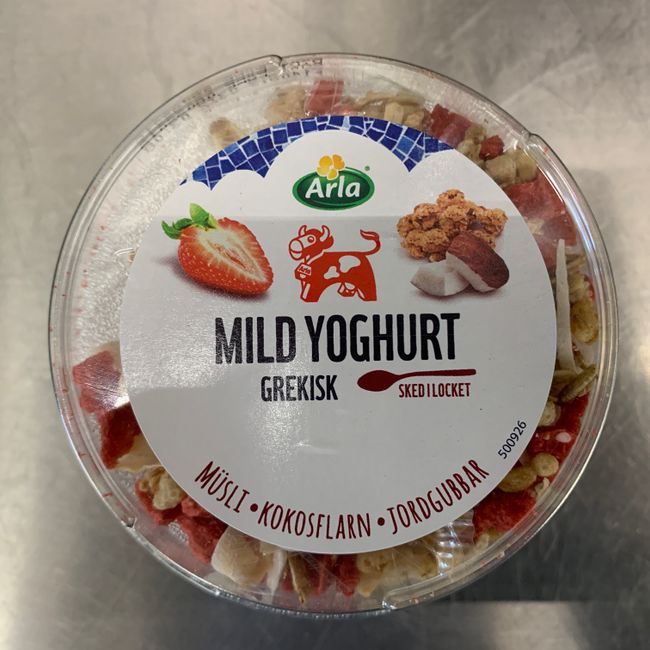 Arla
MILD YOGHURT
GREKISK
SKED I LOCKET
500926
MÜSLI • KOKOSFLARN • JORDGUBBAR